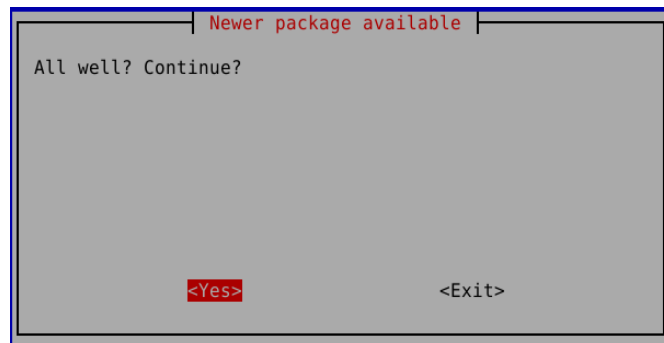 Newer package available
All well? Continue?
<Yes> <Exit>